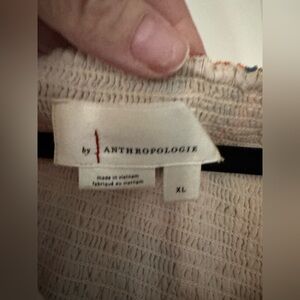 by ANTHROPOLOGIE
made in vietnam
fabriqué au vietnam
XL